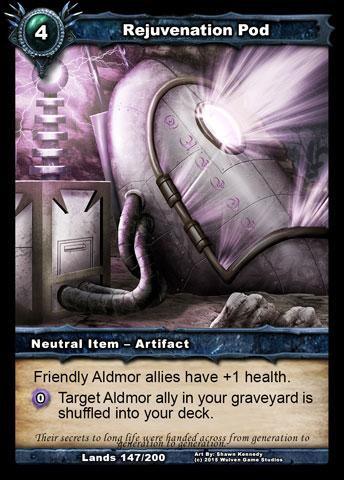 4
Rejuvenation Pod
Neutral Item – Artifact
Friendly Aldmor allies have +1 health.
0 Target Aldmor ally in your graveyard is
shuffled into your deck.
Their secrets to long life were handed across from generation to
generation to generation.
Lands 147/200
Art By: Shawn Kennedy
(c) 2015 Wulven Game Studios